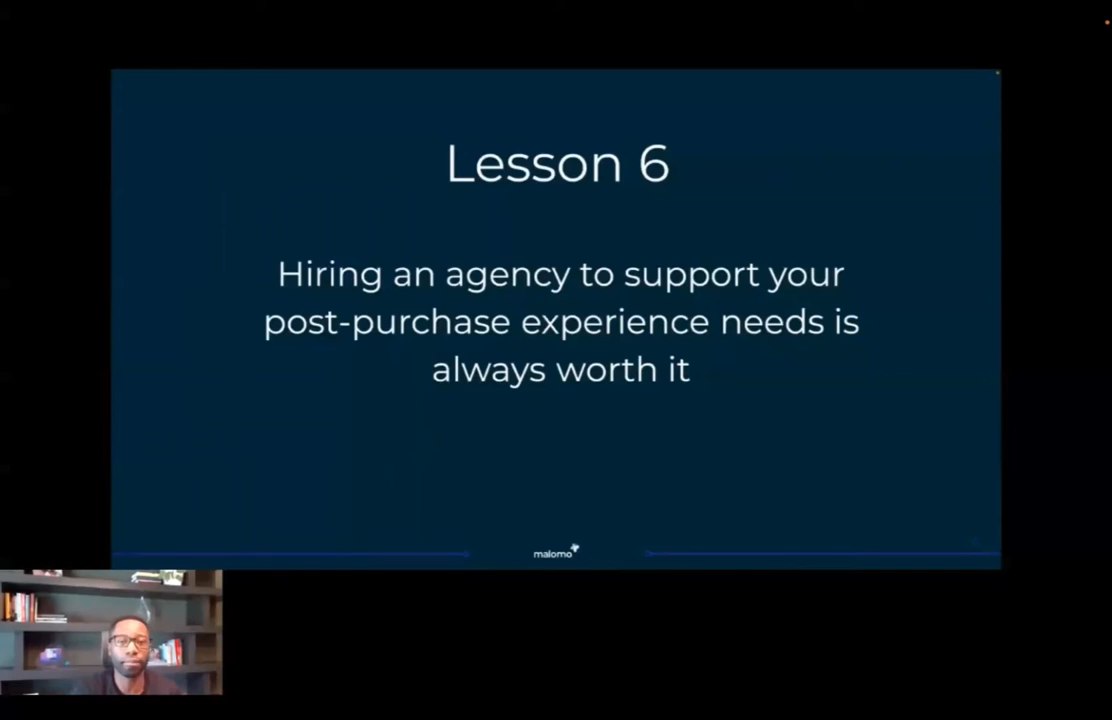 Lesson 6
Hiring an agency to support your
post-purchase experience needs is
always worth it
malomo